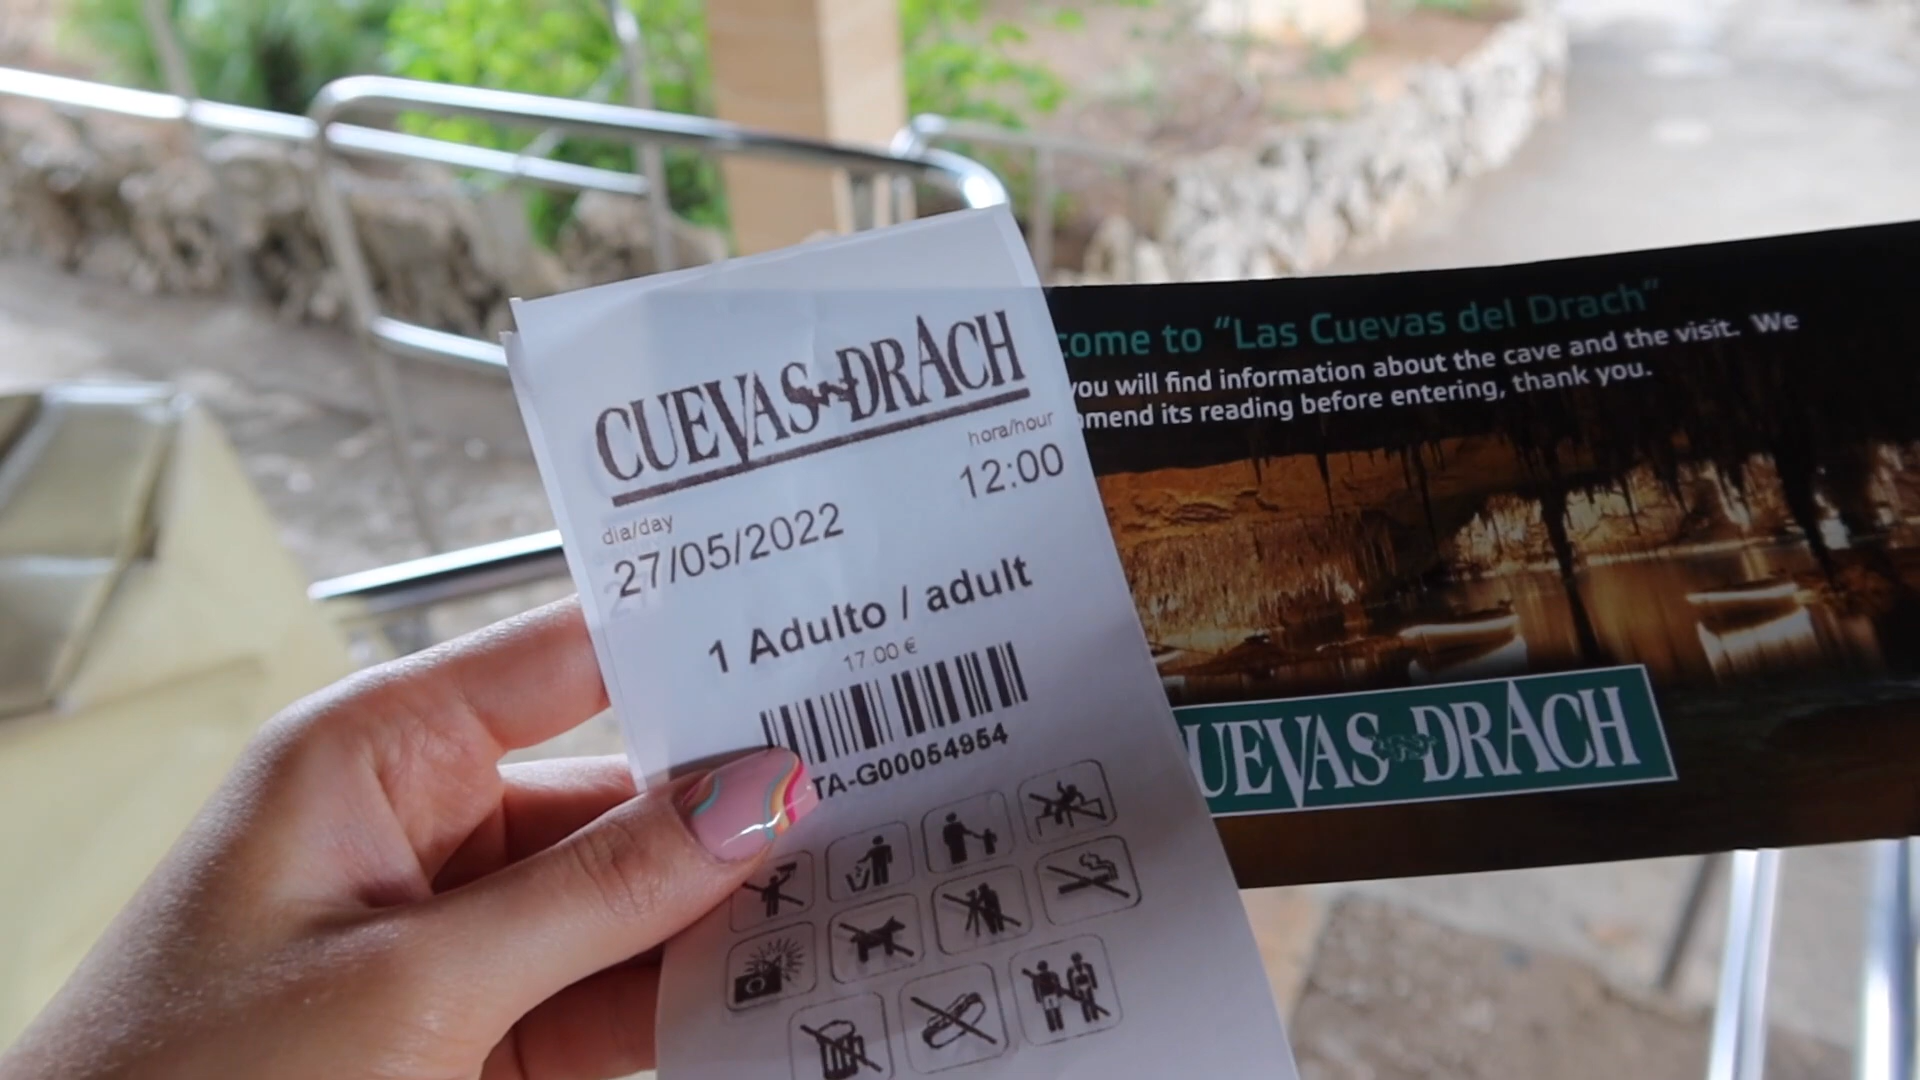 CUEVAS DRACH
hora/hour
12:00
dia/day
27/05/2022
1 Adulto / adult
17.00 €
TA-G00054954
come to “Las Cuevas del Drach”
you will find information about the cave and the visit. We
mend its reading before entering, thank you.
UEVAS DRACH